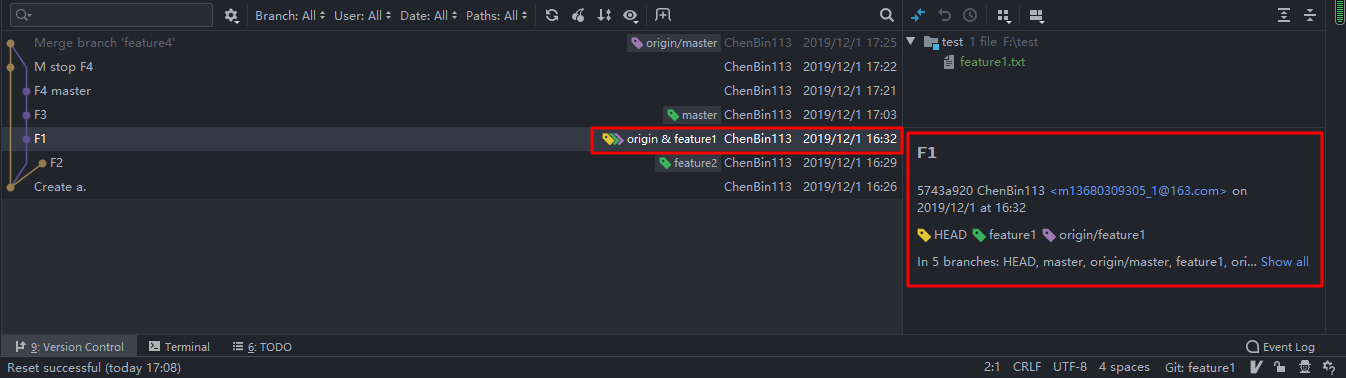 Branch: All User: All Date: All Paths: All
Merge branch 'feature4' origin/master ChenBin113 2019/12/1 17:25
M stop F4 ChenBin113 2019/12/1 17:22
F4 master ChenBin113 2019/12/1 17:21
F3 master ChenBin113 2019/12/1 17:03
F1 origin & feature1 ChenBin113 2019/12/1 16:32
F2 feature2 ChenBin113 2019/12/1 16:29
Create a. ChenBin113 2019/12/1 16:26
test 1 file F:\test
feature1.txt
F1
5743a920 ChenBin113 <m13680309305_1@163.com> on
2019/12/1 at 16:32
HEAD feature1 origin/feature1
In 5 branches: HEAD, master, origin/master, feature1, ori... Show all
9: Version Control Terminal 6: TODO Event Log
Reset successful (today 17:08) 2:1 CRLF UTF-8 4 spaces Git: feature1